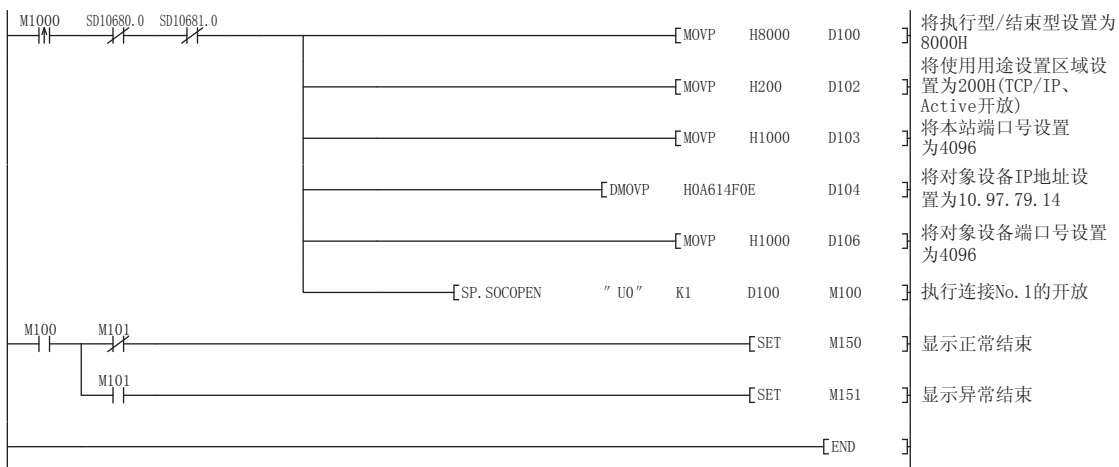 M1000 SD10680.0 SD10681.0
MOVP H8000 D100 将执行型/结束型设置为
8000H
MOVP H200 D102 将使用用途设置区域设
置为200H(TCP/IP、
Active开放)
MOVP H1000 D103 将本站端口号设置
为4096
DMOVP H0A614F0E D104 将对象设备IP地址设
置为10.97.79.14
MOVP H1000 D106 将对象设备端口号设置
为4096
SP.SOCOPEN "U0" K1 D100 M100 执行连接No.1的开放
M100 M101
SET M150 显示正常结束
M101
SET M151 显示异常结束
END